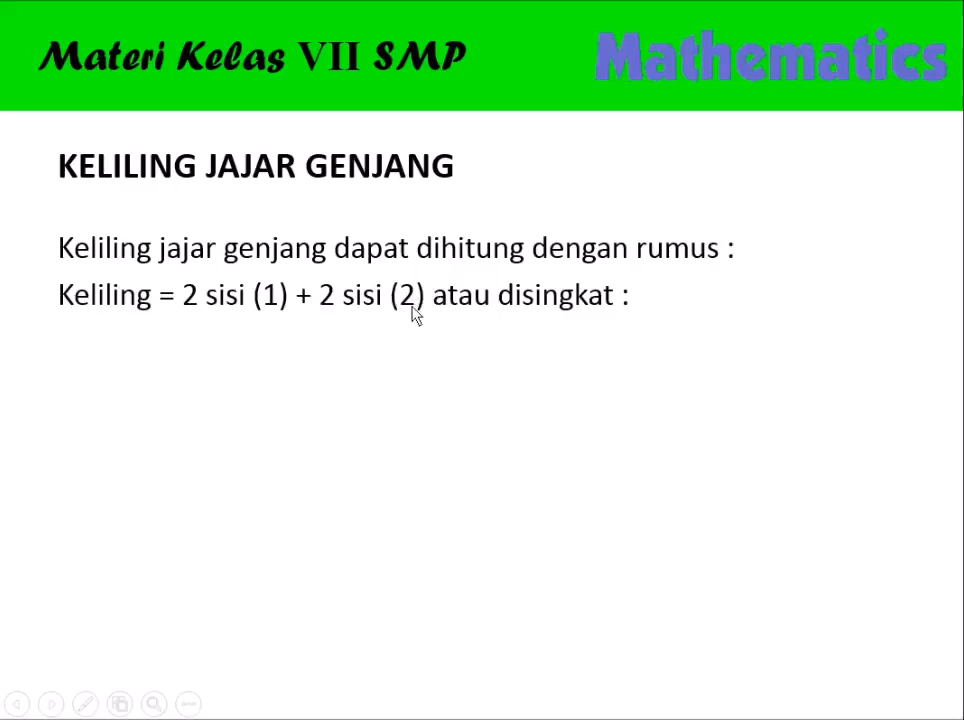 Materi Kelas VII SMP
Mathematics
KELILING JAJAR GENJANG
Keliling jajar genjang dapat dihitung dengan rumus :
Keliling = 2 sisi (1) + 2 sisi (2) atau disingkat :